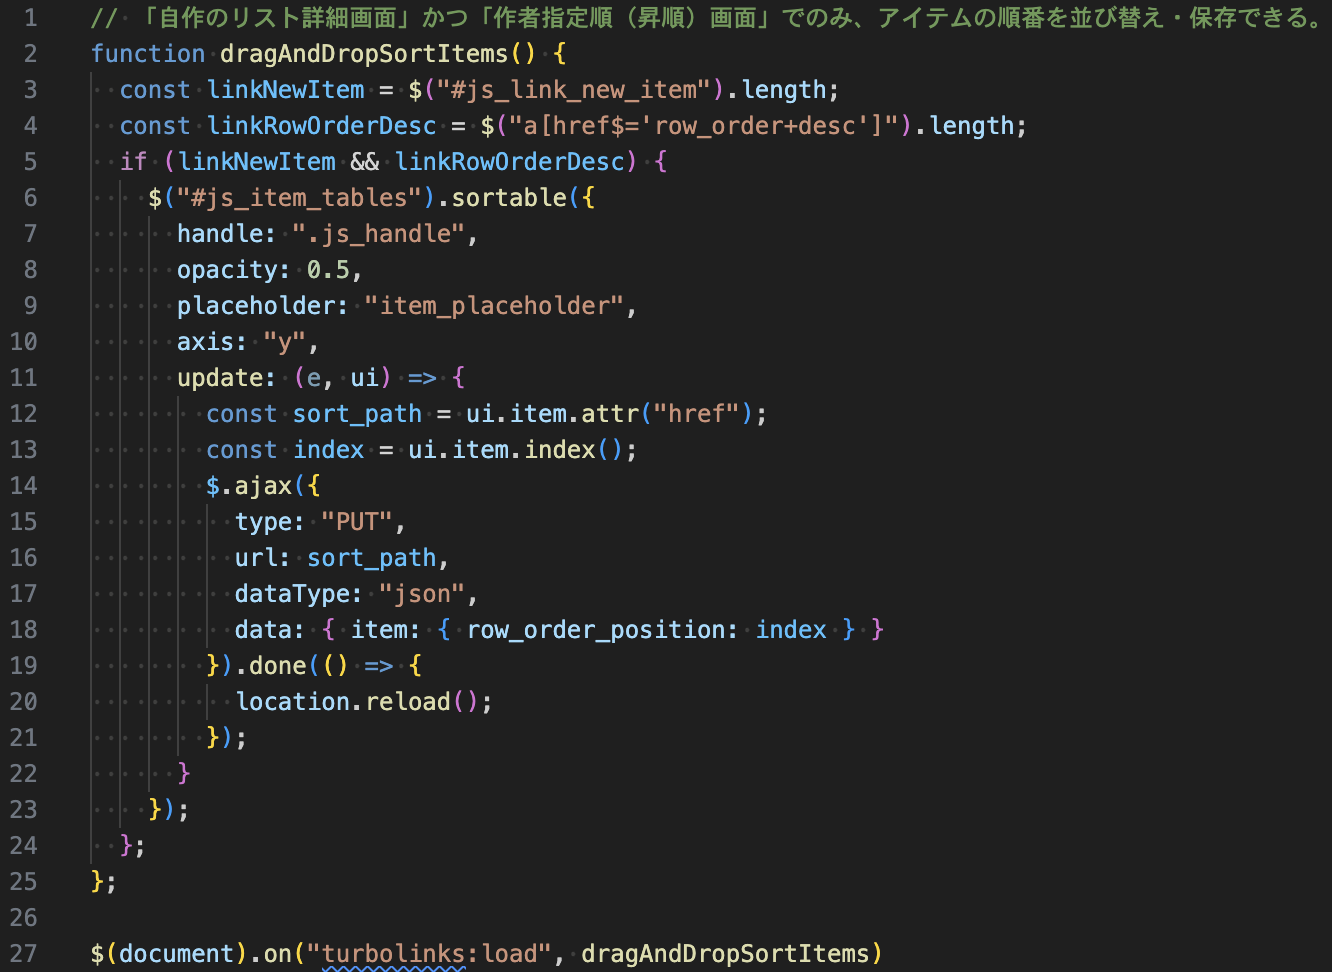 1 // 「自作のリスト詳細画面」かつ「作者指定順（昇順）画面」でのみ、アイテムの順番を並び替え・保存できる。
2 function dragAndDropSortItems() {
3   const linkNewItem = $("#js_link_new_item").length;
4   const linkRowOrderDesc = $("a[href$='row_order+desc']").length;
5   if (linkNewItem && linkRowOrderDesc) {
6     $("#js_item_tables").sortable({
7       handle: ".js_handle",
8       opacity: 0.5,
9       placeholder: "item_placeholder",
10       axis: "y",
11       update: (e, ui) => {
12         const sort_path = ui.item.attr("href");
13         const index = ui.item.index();
14         $.ajax({
15           type: "PUT",
16           url: sort_path,
17           dataType: "json",
18           data: { item: { row_order_position: index } }
19         }).done(() => {
20           location.reload();
21         });
22       }
23     });
24   };
25 };
26
27 $(document).on("turbolinks:load", dragAndDropSortItems)